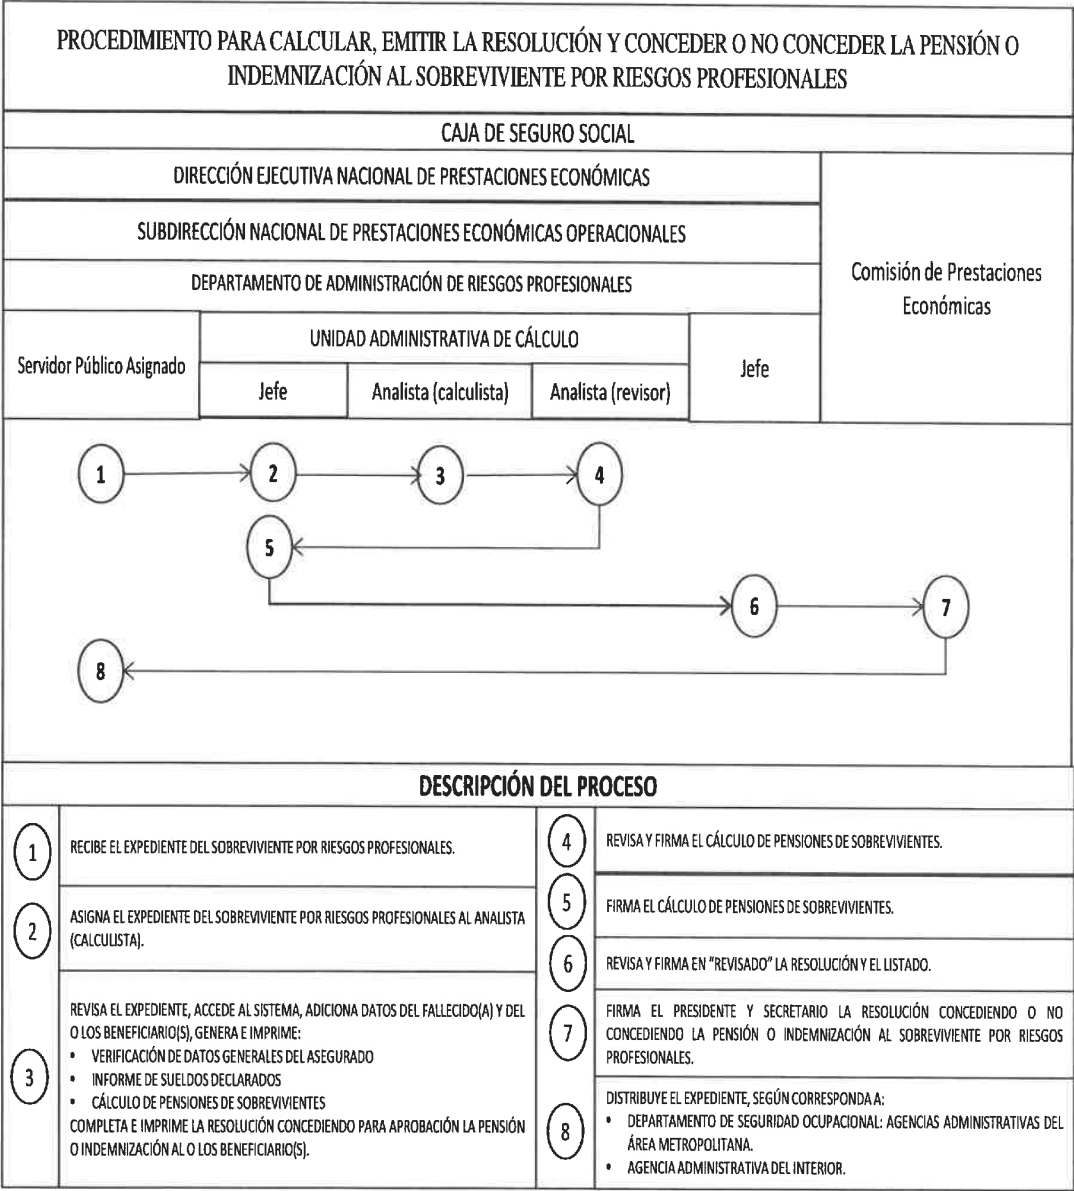 PROCEDIMIENTO PARA CALCULAR, EMITIR LA RESOLUCIÓN Y CONCEDER O NO CONCEDER LA PENSIÓN O
INDEMNIZACIÓN AL SOBREVIVIENTE POR RIESGOS PROFESIONALES
CAJA DE SEGURO SOCIAL
DIRECCIÓN EJECUTIVA NACIONAL DE PRESTACIONES ECONÓMICAS
SUBDIRECCIÓN NACIONAL DE PRESTACIONES ECONÓMICAS OPERACIONALES
DEPARTAMENTO DE ADMINISTRACIÓN DE RIESGOS PROFESIONALES
Comisión de Prestaciones
Económicas
Servidor Público Asignado
UNIDAD ADMINISTRATIVA DE CÁLCULO
Jefe
Analista (calculista)
Analista (revisor)
Jefe
1
2
3
4
5
6
7
8
DESCRIPCIÓN DEL PROCESO
1
RECIBE EL EXPEDIENTE DEL SOBREVIVIENTE POR RIESGOS PROFESIONALES.
2
ASIGNA EL EXPEDIENTE DEL SOBREVIVIENTE POR RIESGOS PROFESIONALES AL ANALISTA
(CALCULISTA).
3
REVISA EL EXPEDIENTE, ACCEDE AL SISTEMA, ADICIONA DATOS DEL FALLECIDO(A) Y DEL
O LOS BENEFICIARIO(S), GENERA E IMPRIME:
• VERIFICACIÓN DE DATOS GENERALES DEL ASEGURADO
• INFORME DE SUELDOS DECLARADOS
• CÁLCULO DE PENSIONES DE SOBREVIVIENTES
COMPLETA E IMPRIME LA RESOLUCIÓN CONCEDIENDO PARA APROBACIÓN LA PENSIÓN
O INDEMNIZACIÓN AL O LOS BENEFICIARIO(S).
4
REVISA Y FIRMA EL CÁLCULO DE PENSIONES DE SOBREVIVIENTES.
5
FIRMA EL CÁLCULO DE PENSIONES DE SOBREVIVIENTES.
6
REVISA Y FIRMA EN "REVISADO" LA RESOLUCIÓN Y EL LISTADO.
7
FIRMA EL PRESIDENTE Y SECRETARIO LA RESOLUCIÓN CONCEDIENDO O NO
CONCEDIENDO LA PENSIÓN O INDEMNIZACIÓN AL SOBREVIVIENTE POR RIESGOS
PROFESIONALES.
8
DISTRIBUYE EL EXPEDIENTE, SEGÚN CORRESPONDA A:
• DEPARTAMENTO DE SEGURIDAD OCUPACIONAL: AGENCIAS ADMINISTRATIVAS DEL
ÁREA METROPOLITANA.
• AGENCIA ADMINISTRATIVA DEL INTERIOR.